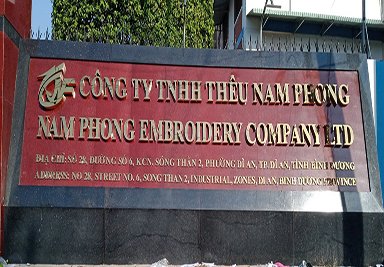 CÔNG TY TNHH THÊU NAM PHONG
NAM PHONG EMBROIDERY COMPANY LTD
ĐỊA CHỈ: SỐ 28, ĐƯỜNG SỐ 6, KCN. SÓNG THẦN 2, PHƯỜNG DĨ AN, TP. DĨ AN, TỈNH BÌNH DƯƠNG
ADDRESS: NO 28, STREET NO. 6, SONG THAN 2, INDUSTRIAL, ZONES, DI AN, BINH DUONG PROVINCE